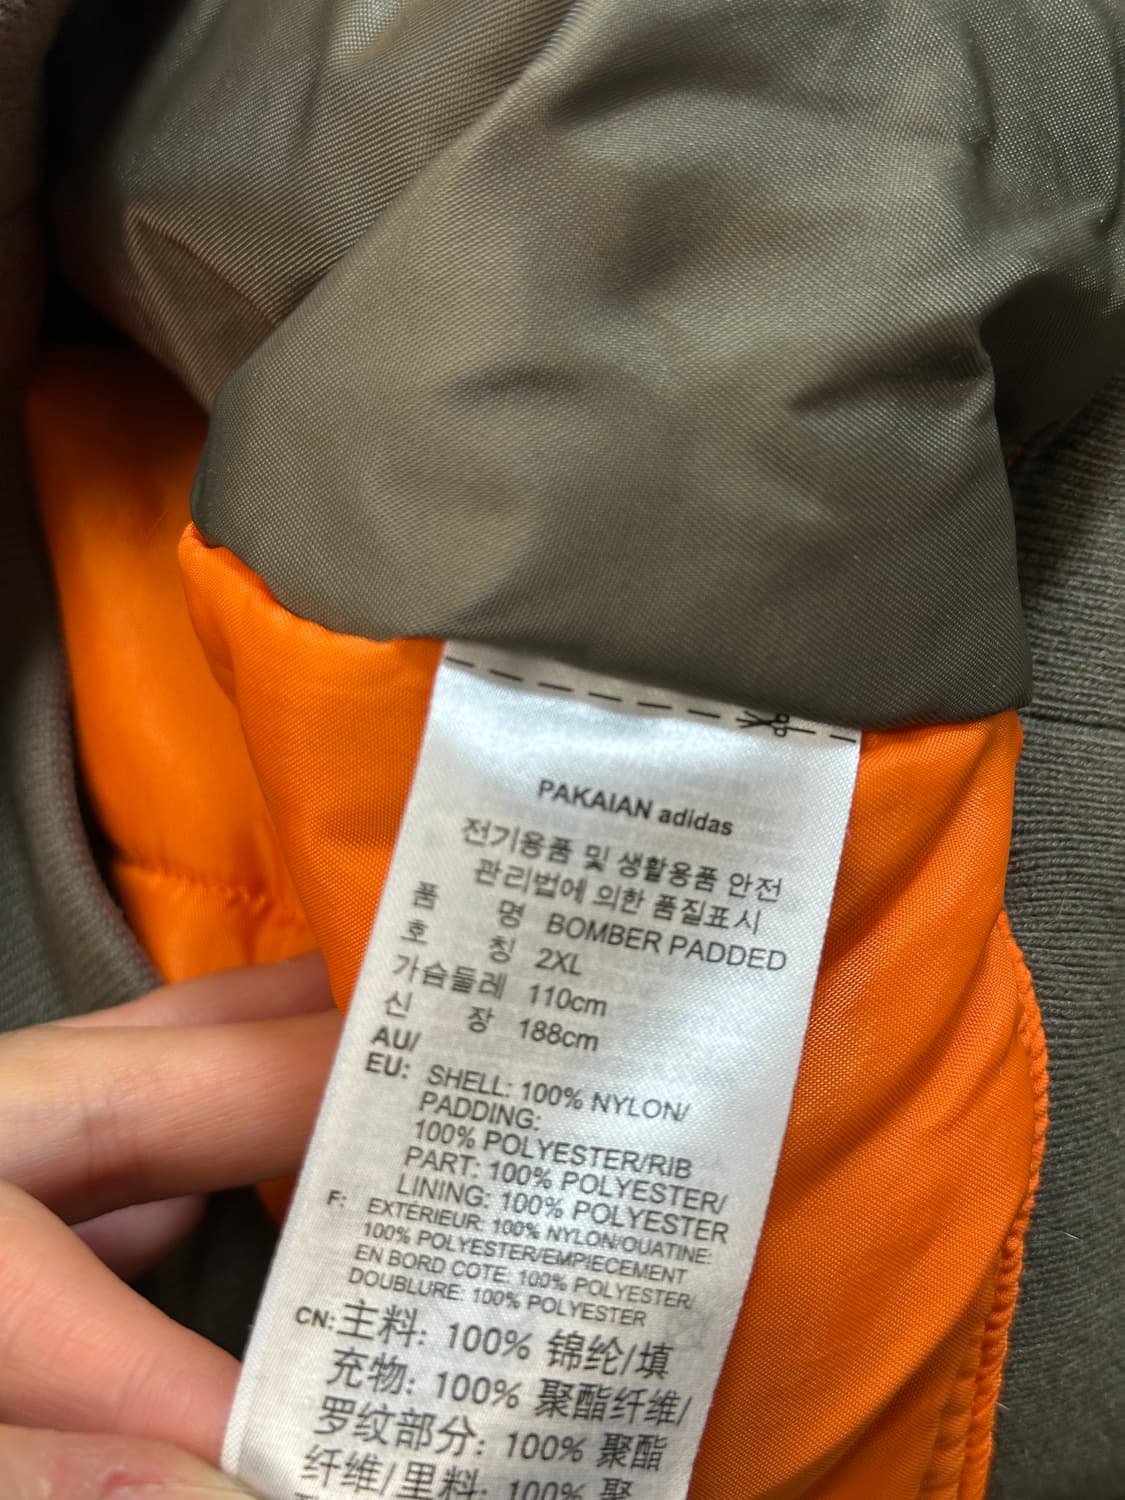 PAKAIAN adidas
전기용품 및 생활용품 안전
관리법에 의한 품질표시
품 명 BOMBER PADDED
호 칭 2XL
가슴둘레 110cm
신 장 188cm
AU/
EU: SHELL: 100% NYLON/
PADDING:
100% POLYESTER/RIB
PART: 100% POLYESTER/
LINING: 100% POLYESTER
F: EXTÉRIEUR: 100% NYLON/OUATINE:
100% POLYESTER/EMPIECEMENT
EN BORD COTE: 100% POLYESTER/
DOUBLURE: 100% POLYESTER
CN: 主料: 100% 锦纶/填
充物: 100% 聚酯纤维/
罗纹部分: 100% 聚酯
纤维/里料: 100% 聚